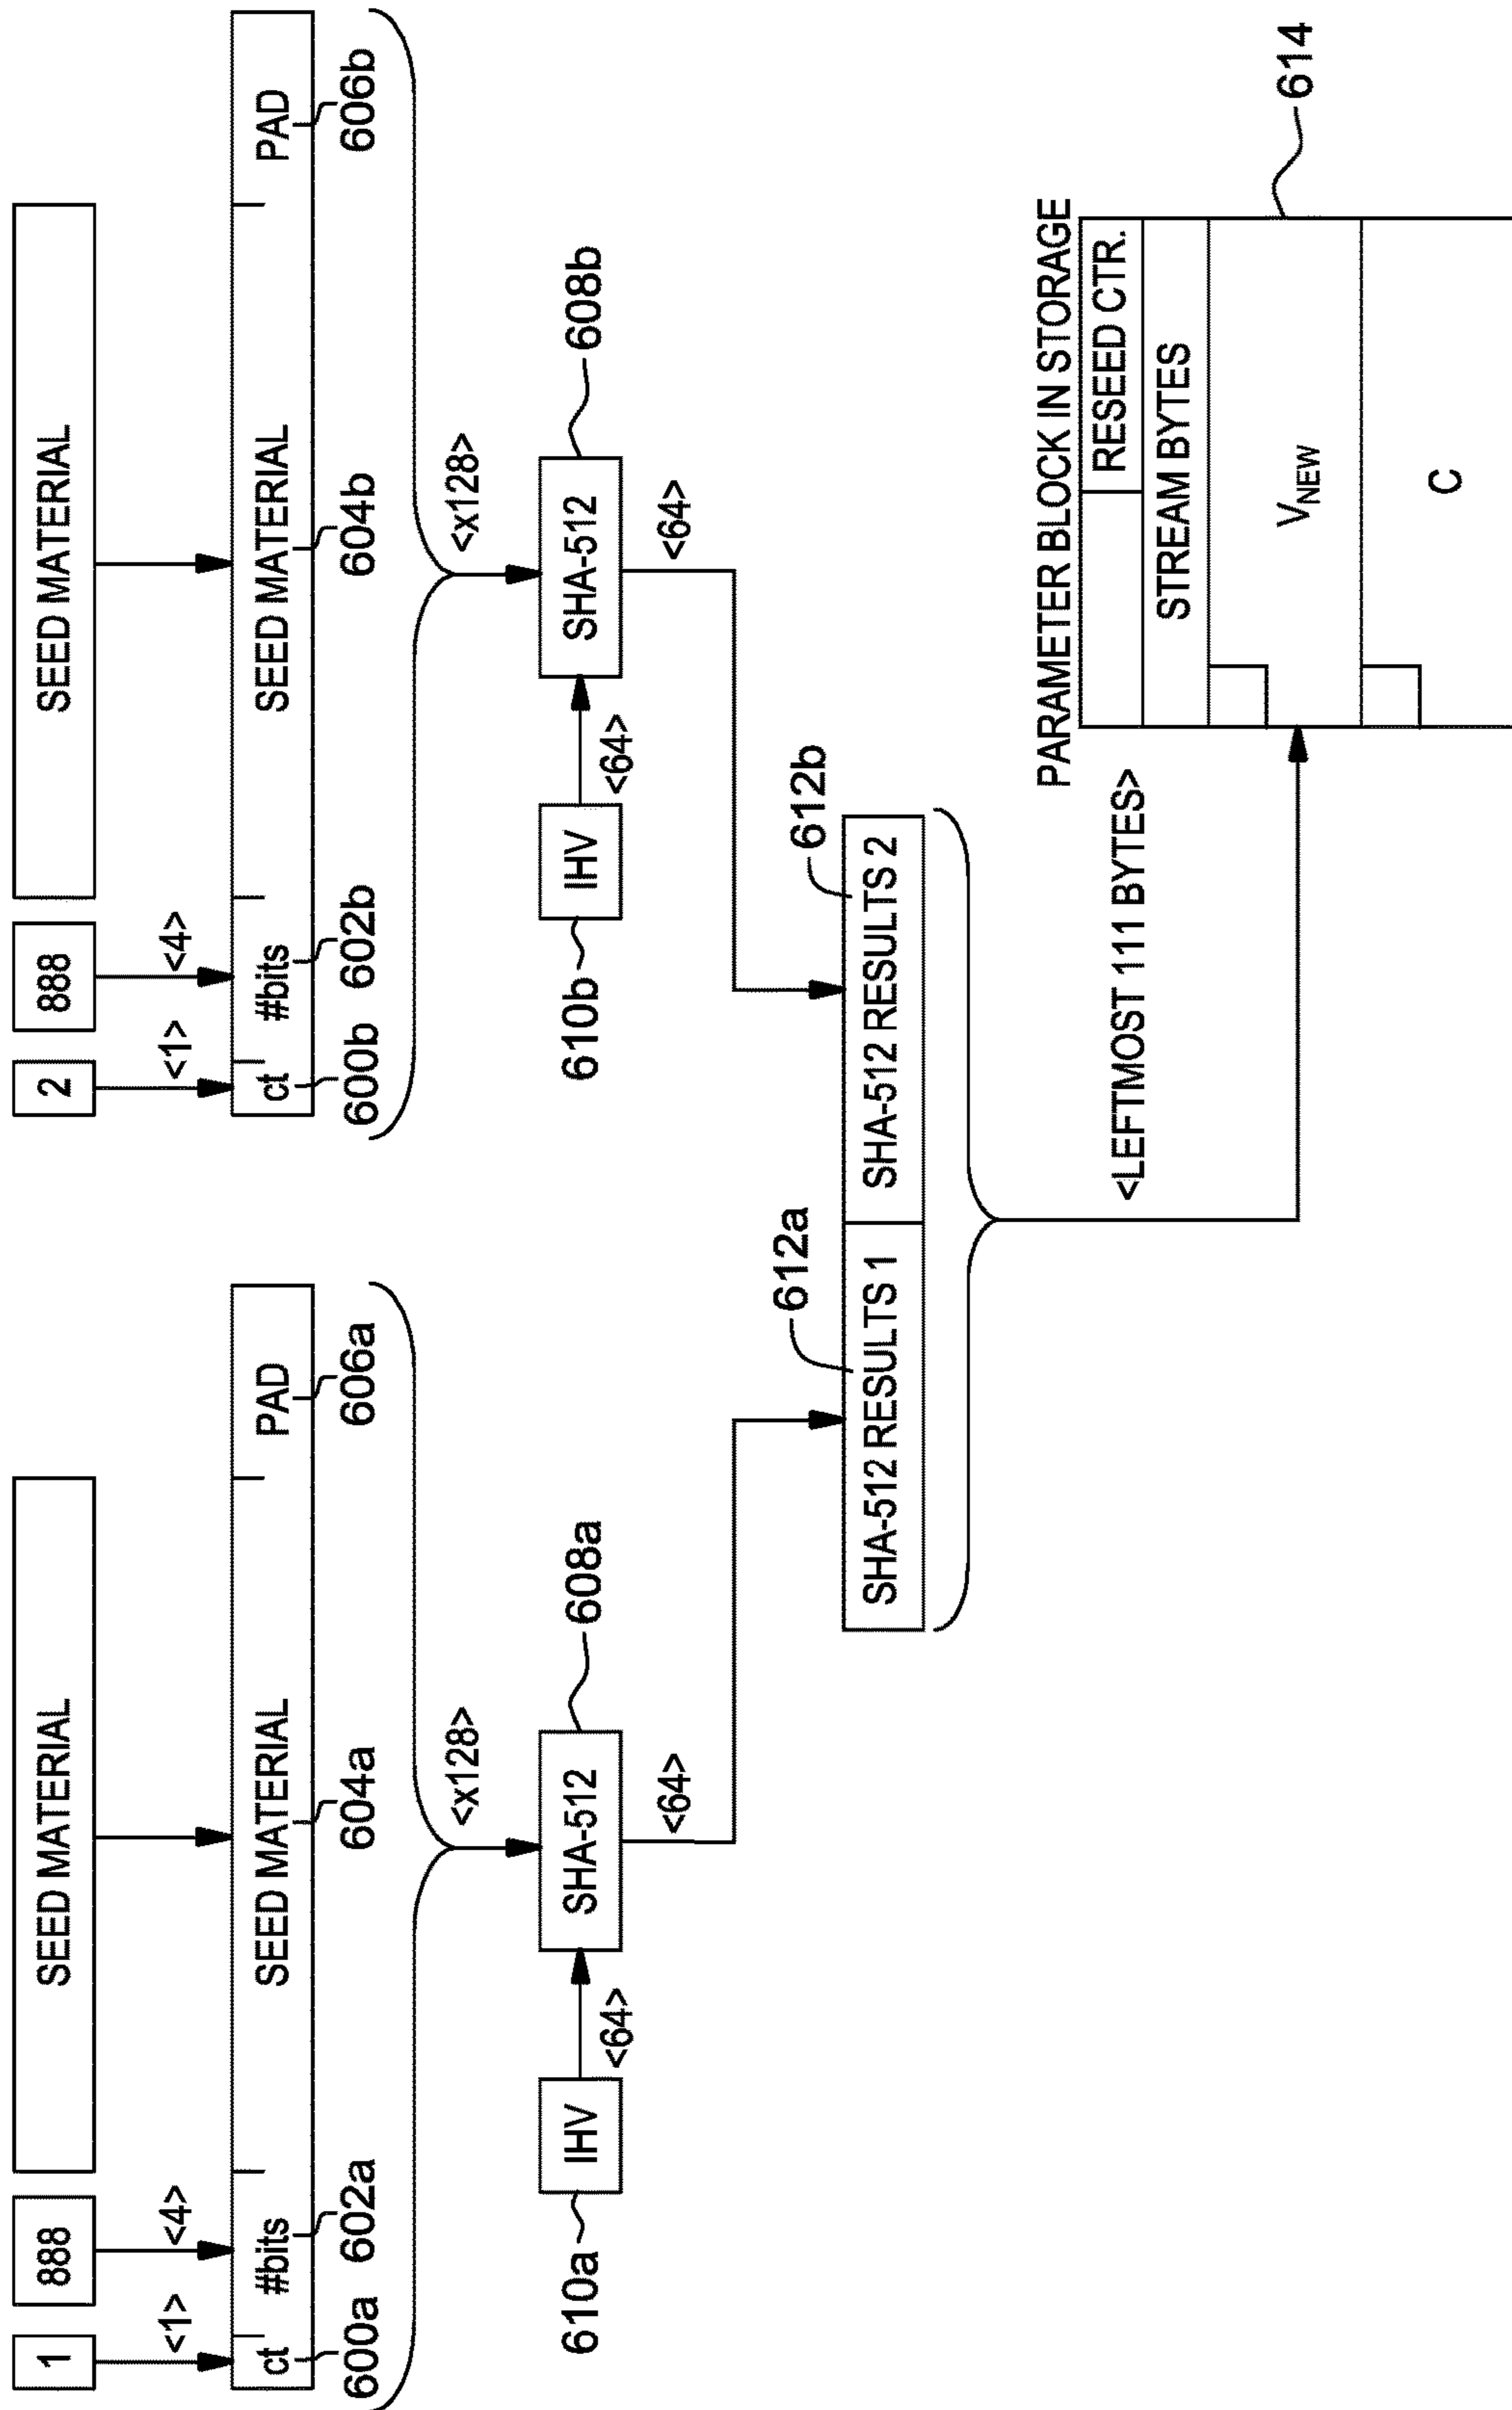 1
888
SEED MATERIAL
2
888
SEED MATERIAL
<1>
<4>
<1>
<4>
ct
#bits
SEED MATERIAL
PAD
ct
#bits
SEED MATERIAL
PAD
600a
602a
604a
606a
600b
602b
604b
606b
<x128>
<x128>
IHV
SHA-512
IHV
SHA-512
610a
<64>
608a
610b
<64>
608b
<64>
<64>
612a
612b
SHA-512 RESULTS 1
SHA-512 RESULTS 2
<LEFTMOST 111 BYTES>
PARAMETER BLOCK IN STORAGE
RESEED CTR.
STREAM BYTES
VNEW
614
C